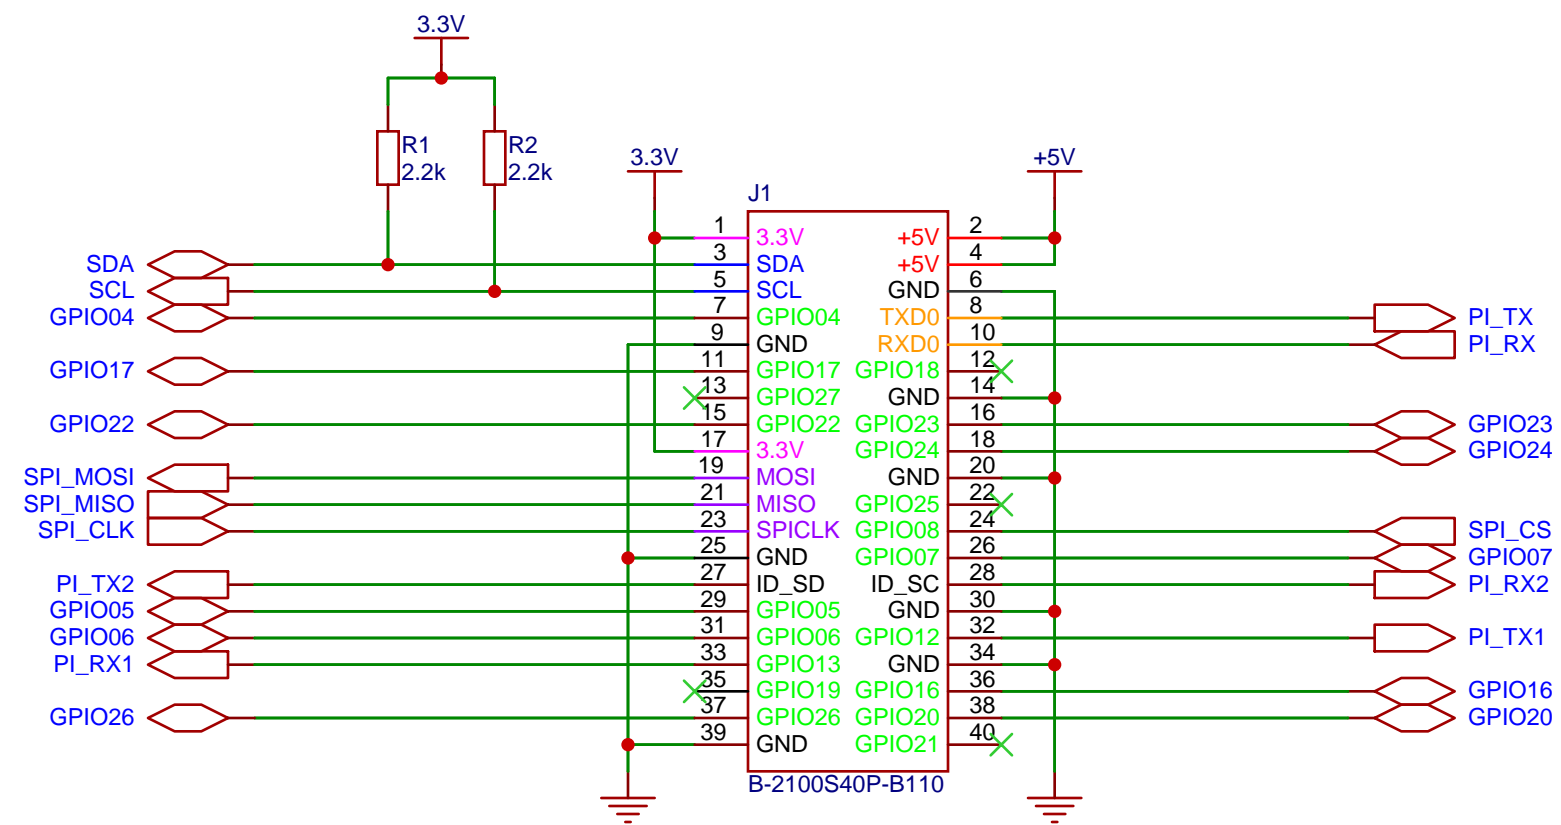 3.3V
R1
2.2k
R2
2.2k
3.3V
+5V
J1
1 3.3V +5V 2
SDA 3 SDA +5V 4
SCL 5 SCL GND 6
GPIO04 7 GPIO04 TXD0 8 PI_TX
9 GND RXD0 10 PI_RX
GPIO17 11 GPIO17 GPIO18 12
13 GPIO27 GND 14
GPIO22 15 GPIO22 GPIO23 16 GPIO23
17 3.3V GPIO24 18 GPIO24
SPI_MOSI 19 MOSI GND 20
SPI_MISO 21 MISO GPIO25 22
SPI_CLK 23 SPICLK GPIO08 24 SPI_CS
25 GND GPIO07 26 GPIO07
PI_TX2 27 ID_SD ID_SC 28 PI_RX2
GPIO05 29 GPIO05 GND 30
GPIO06 31 GPIO06 GPIO12 32 PI_TX1
PI_RX1 33 GPIO13 GND 34
35 GPIO19 GPIO16 36 GPIO16
GPIO26 37 GPIO26 GPIO20 38 GPIO20
39 GND GPIO21 40
B-2100S40P-B110